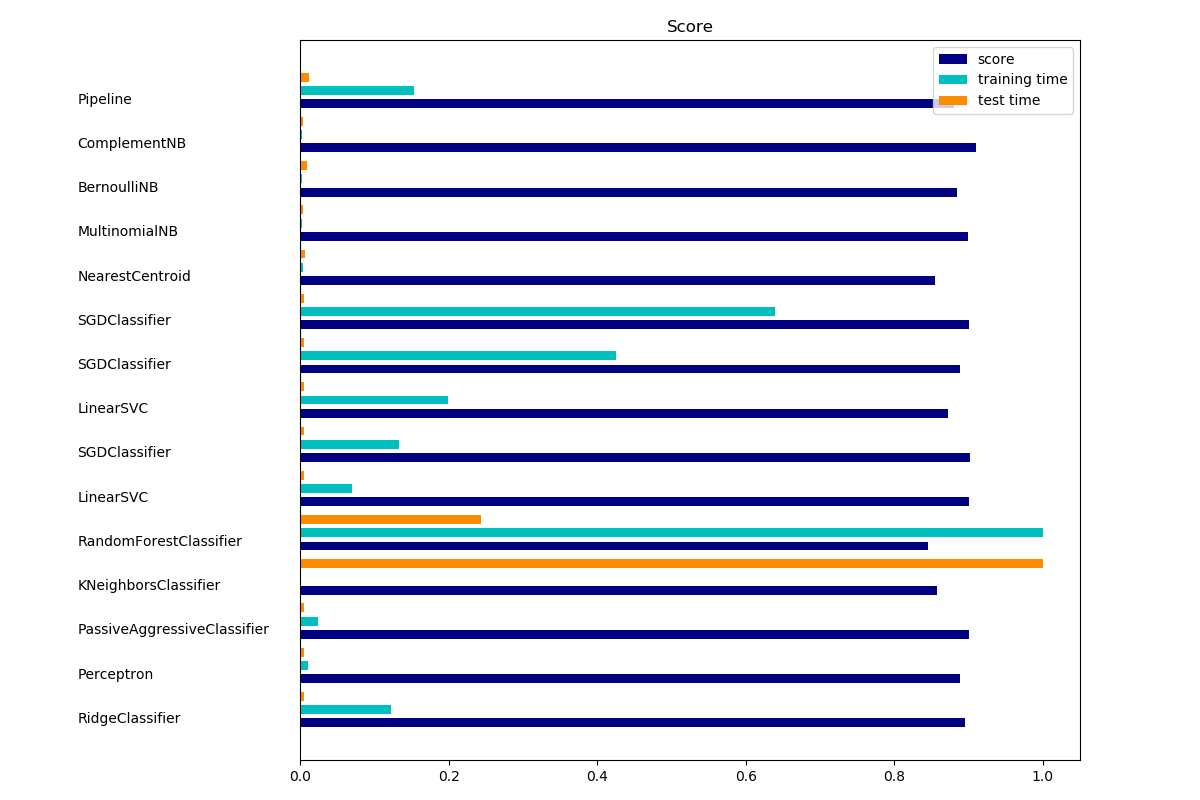 Score
score
training time
test time
Pipeline
ComplementNB
BernoulliNB
MultinomialNB
NearestCentroid
SGDClassifier
SGDClassifier
LinearSVC
SGDClassifier
LinearSVC
RandomForestClassifier
KNeighborsClassifier
PassiveAggressiveClassifier
Perceptron
RidgeClassifier
0.0 0.2 0.4 0.6 0.8 1.0